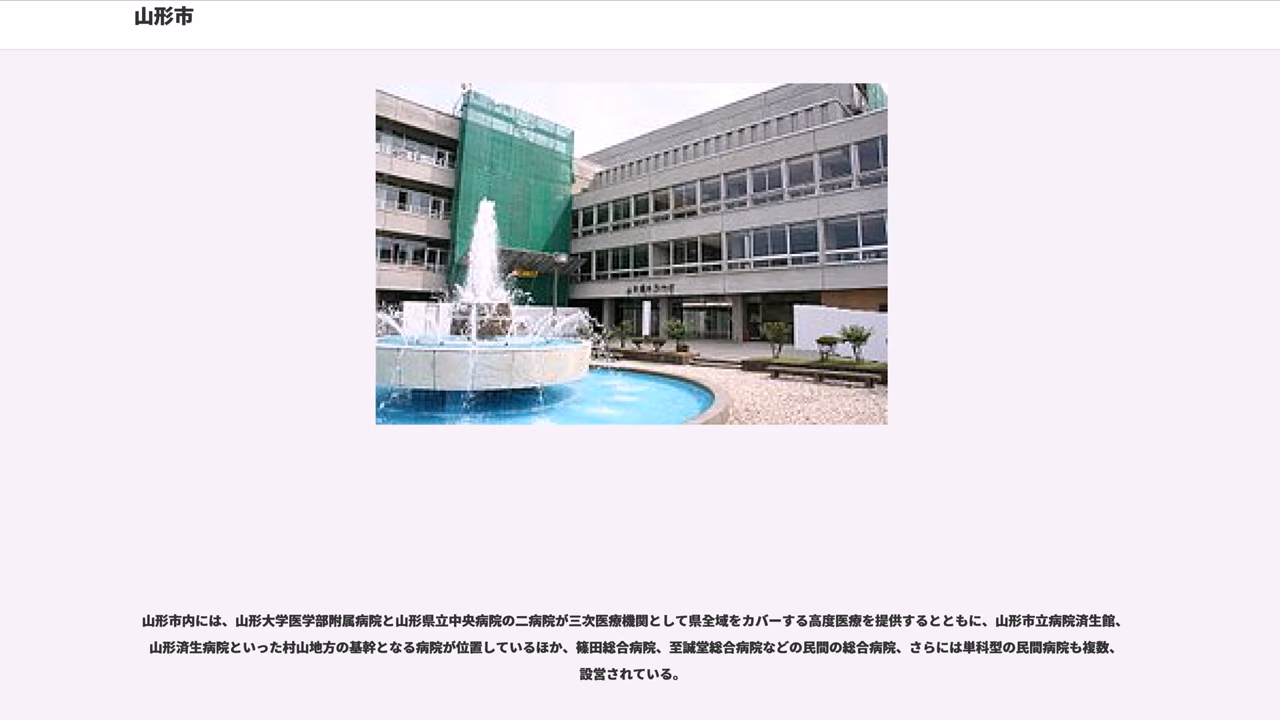 山形市
山形市内には、山形大学医学部附属病院と山形県立中央病院の二病院が三次医療機関として県全域をカバーする高度医療を提供するとともに、山形市立病院済生館、
山形済生病院といった村山地方の基幹となる病院が位置しているほか、篠田総合病院、至誠堂総合病院などの民間の総合病院、さらには単科型の民間病院も複数、
設営されている。